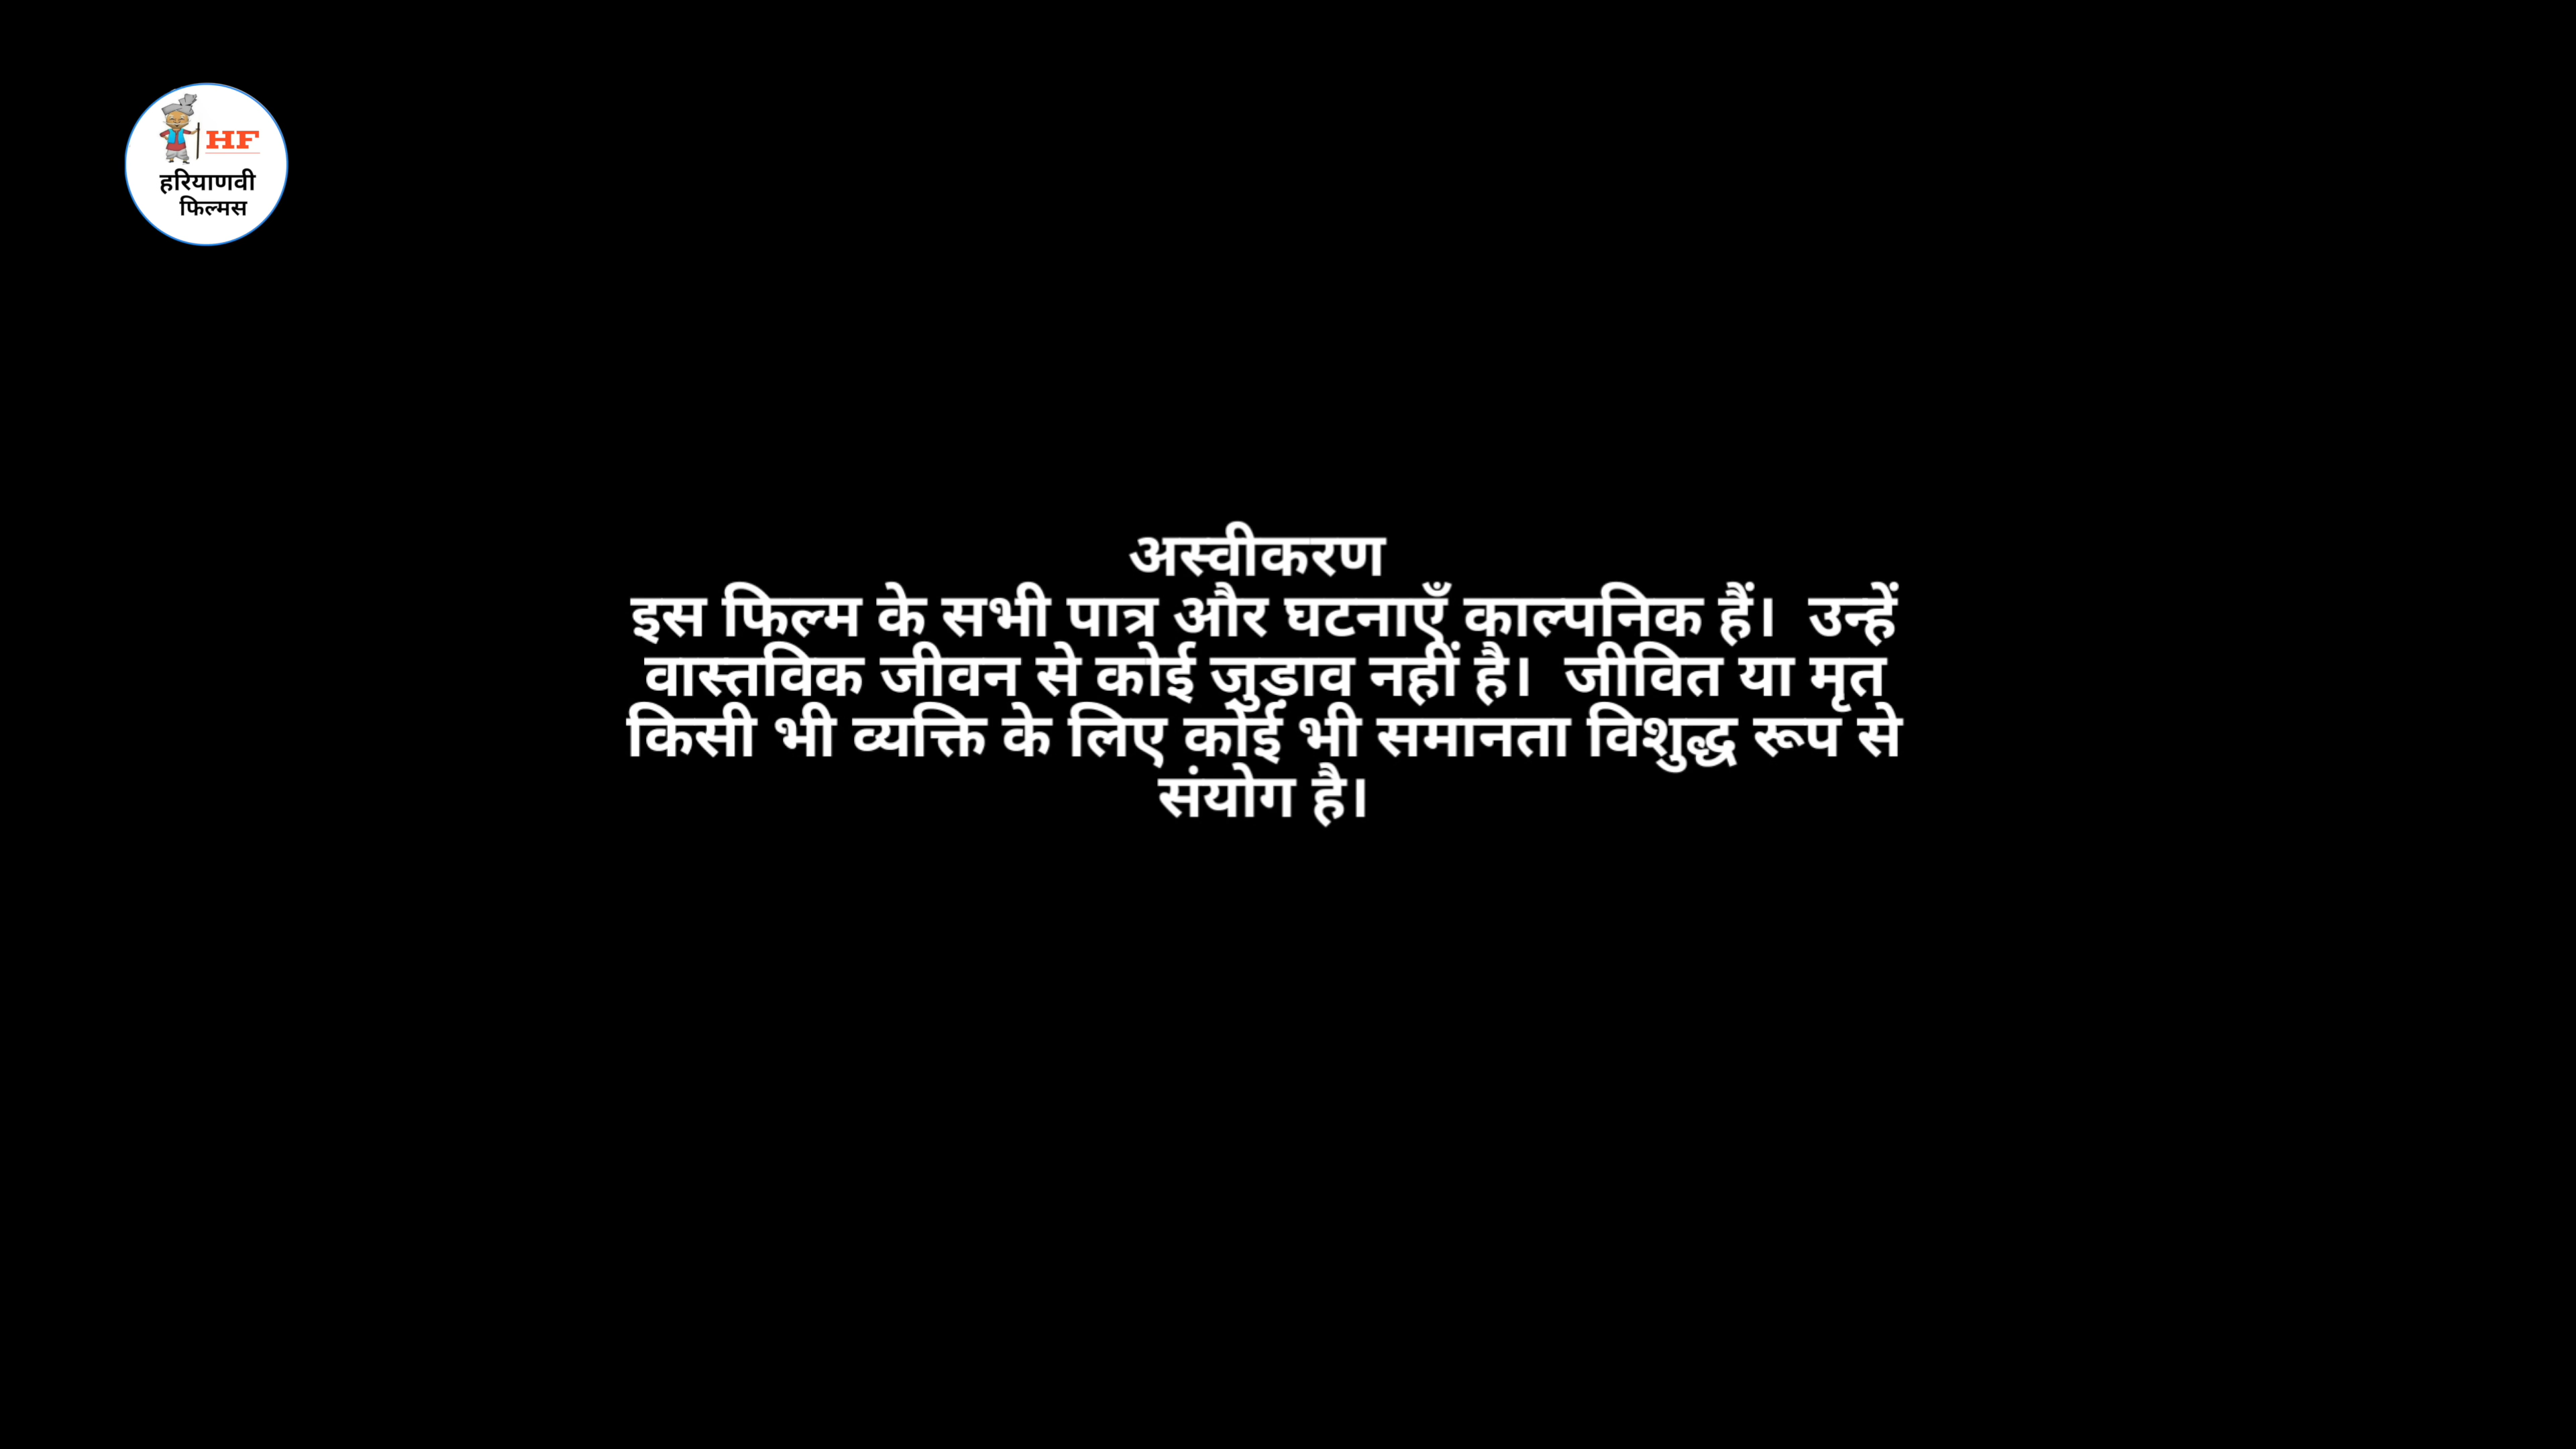 HF
हरियाणवी
फिल्मस
अस्वीकरण
इस फिल्म के सभी पात्र और घटनाएँ काल्पनिक हैं। उन्हें
वास्तविक जीवन से कोई जुड़ाव नहीं है। जीवित या मृत
किसी भी व्यक्ति के लिए कोई भी समानता विशुद्ध रूप से
संयोग है।